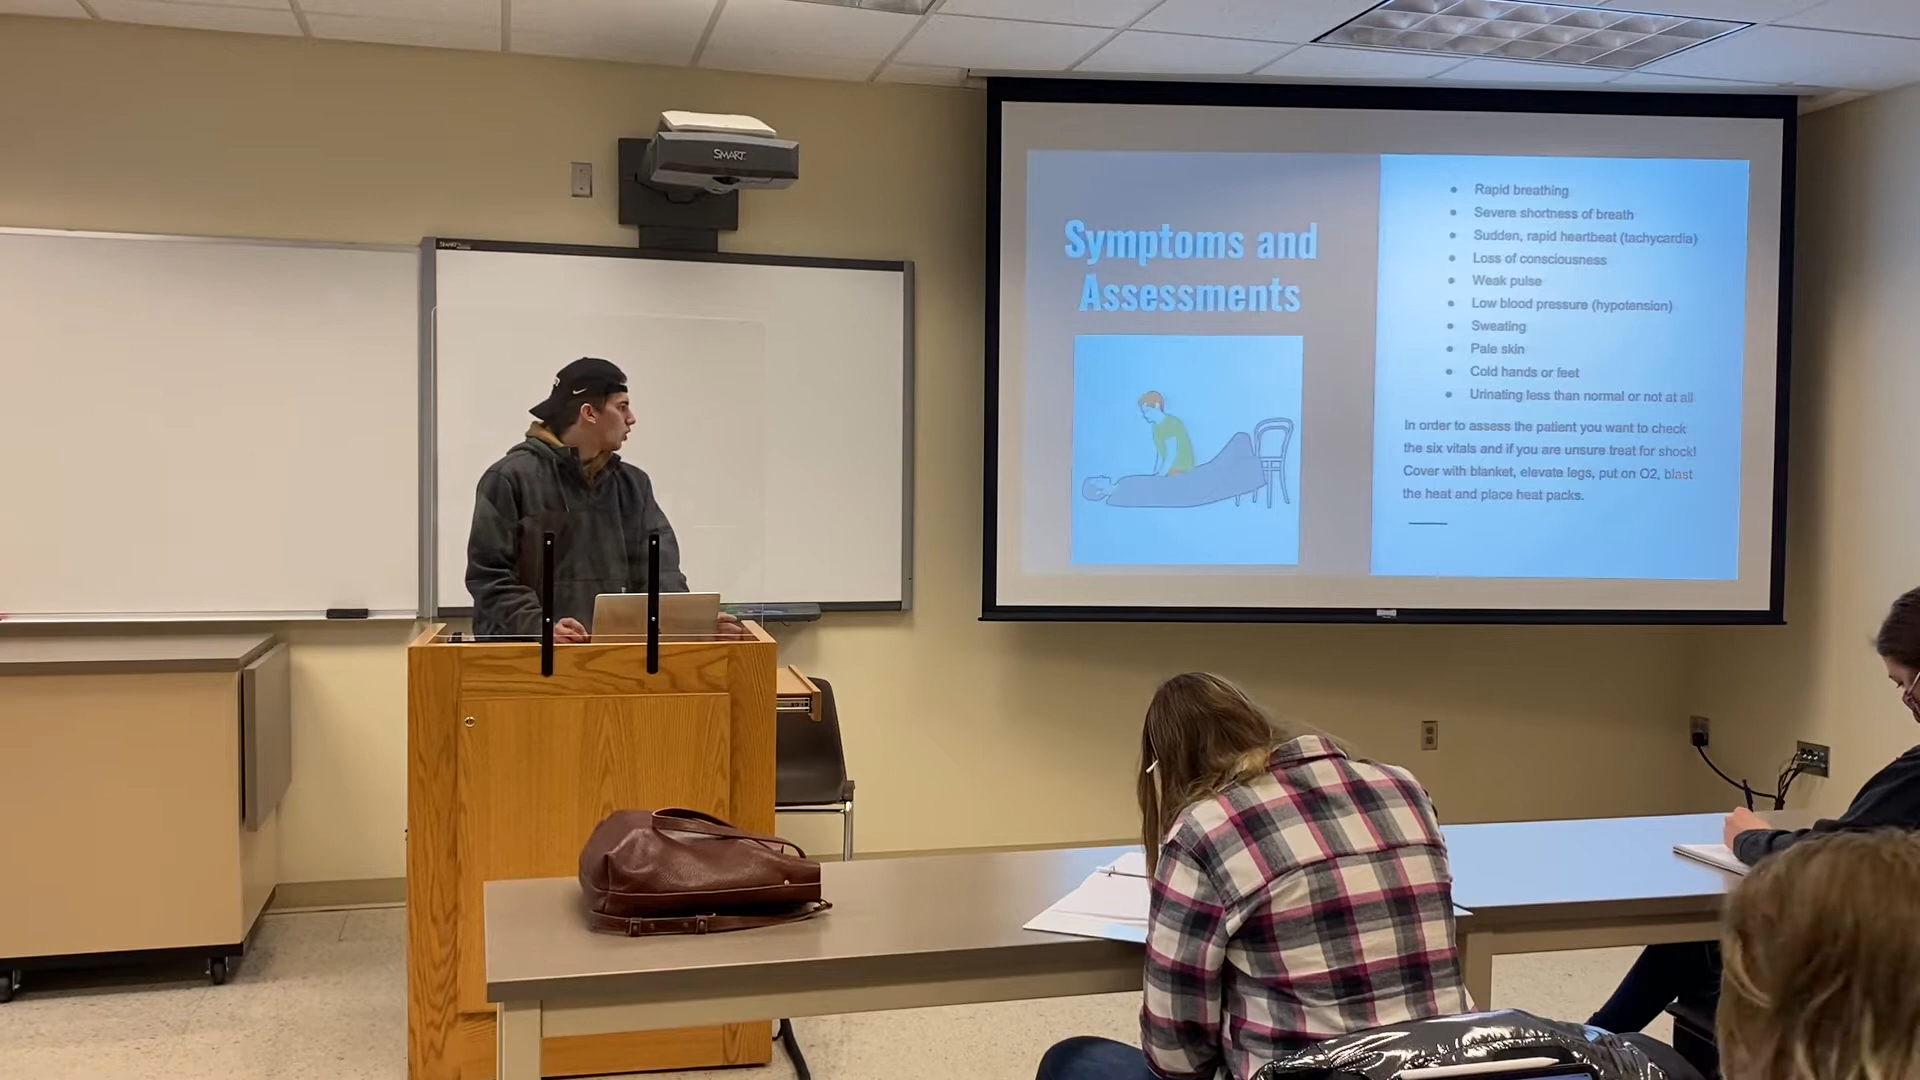 SMART
SMART
Symptoms and
Assessments
• Rapid breathing
• Severe shortness of breath
• Sudden, rapid heartbeat (tachycardia)
• Loss of consciousness
• Weak pulse
• Low blood pressure (hypotension)
• Sweating
• Pale skin
• Cold hands or feet
• Urinating less than normal or not at all
In order to assess the patient you want to check
the six vitals and if you are unsure treat for shock!
Cover with blanket, elevate legs, put on O2, blast
the heat and place heat packs.